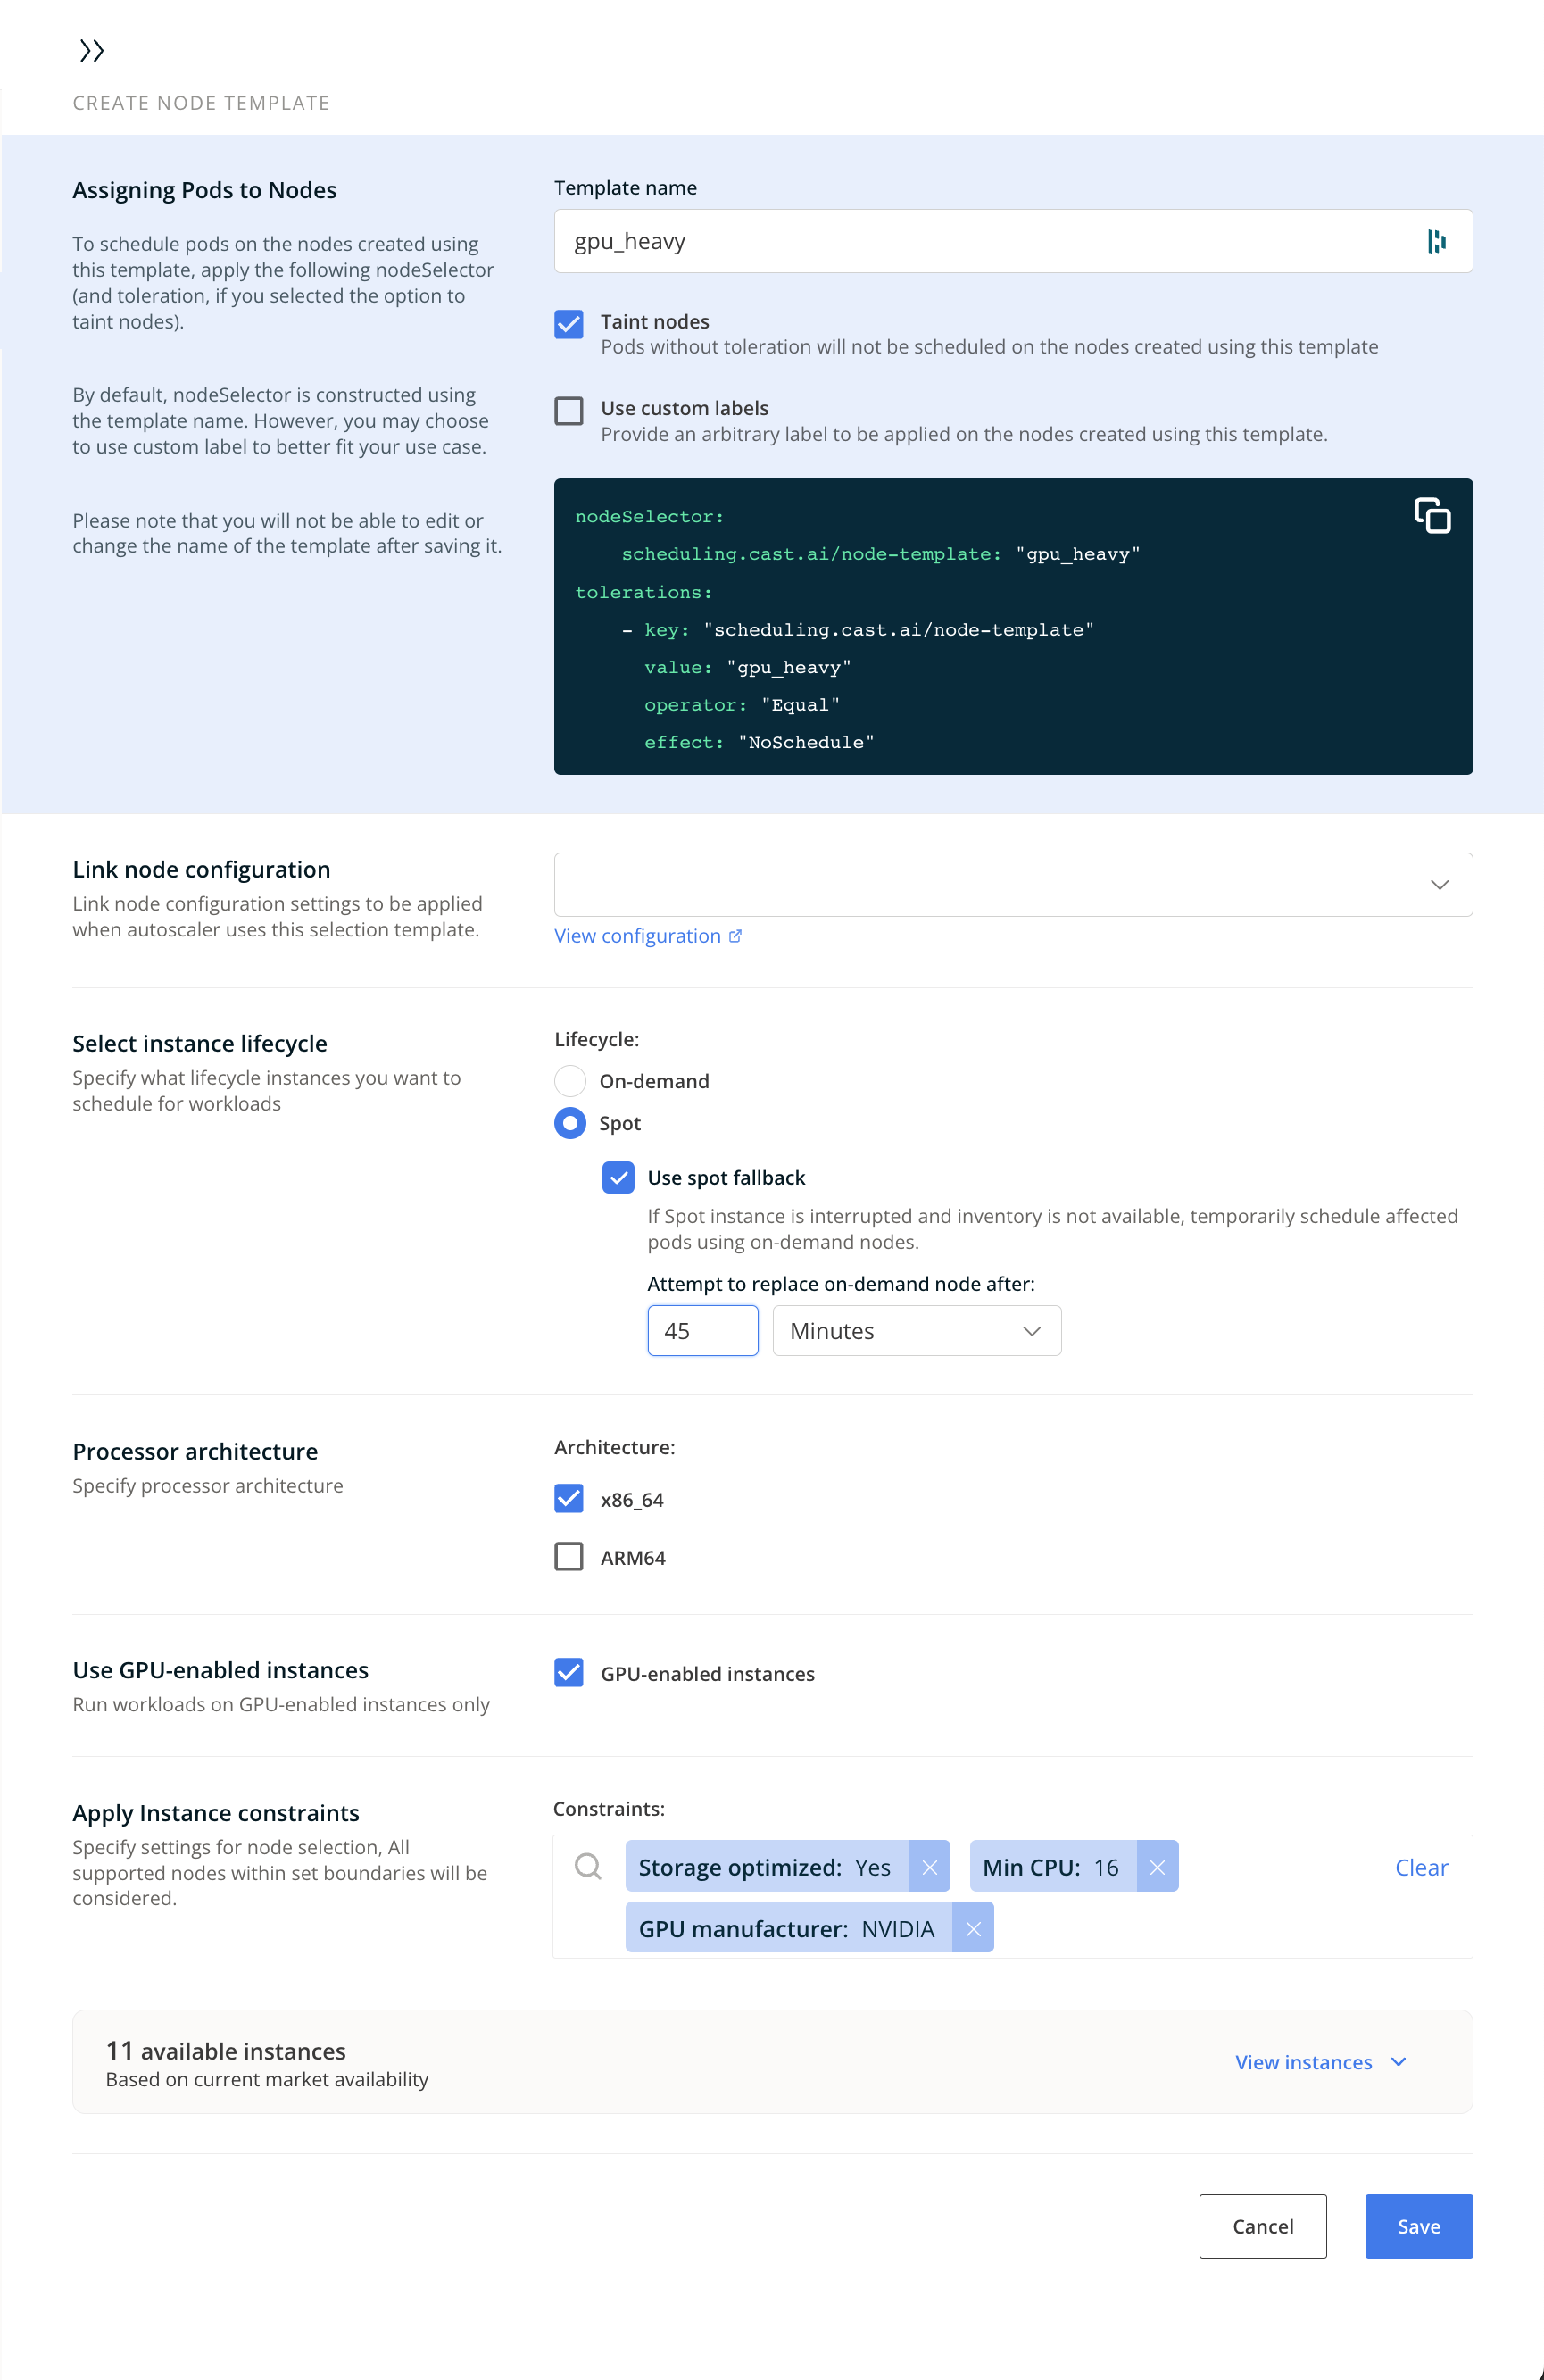 CREATE NODE TEMPLATE
Assigning Pods to Nodes
To schedule pods on the nodes created using
this template, apply the following nodeSelector
(and toleration, if you selected the option to
taint nodes).
By default, nodeSelector is constructed using
the template name. However, you may choose
to use custom label to better fit your use case.
Please note that you will not be able to edit or
change the name of the template after saving it.
Template name
gpu_heavy
Taint nodes
Pods without toleration will not be scheduled on the nodes created using this template
Use custom labels
Provide an arbitrary label to be applied on the nodes created using this template.
nodeSelector:
scheduling.cast.ai/node-template: "gpu_heavy"
tolerations:
- key: "scheduling.cast.ai/node-template"
value: "gpu_heavy"
operator: "Equal"
effect: "NoSchedule"
Link node configuration
Link node configuration settings to be applied
when autoscaler uses this selection template.
View configuration
Select instance lifecycle
Specify what lifecycle instances you want to
schedule for workloads
Lifecycle:
On-demand
Spot
Use spot fallback
If Spot instance is interrupted and inventory is not available, temporarily schedule affected
pods using on-demand nodes.
Attempt to replace on-demand node after:
45 Minutes
Processor architecture
Specify processor architecture
Architecture:
x86_64
ARM64
Use GPU-enabled instances
Run workloads on GPU-enabled instances only
GPU-enabled instances
Apply Instance constraints
Specify settings for node selection, All
supported nodes within set boundaries will be
considered.
Constraints:
Storage optimized: Yes Min CPU: 16 Clear
GPU manufacturer: NVIDIA
11 available instances
Based on current market availability
View instances
Cancel Save